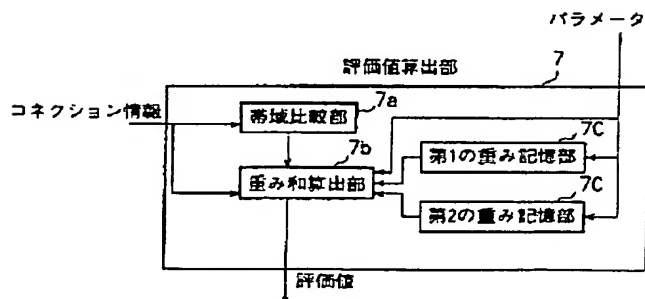 パラメータ
評価値算出部
7
コネクション情報
7a
帯域比較部
7b
7C
重み和算出部
第1の重み記憶部
7C
第2の重み記憶部
評価値